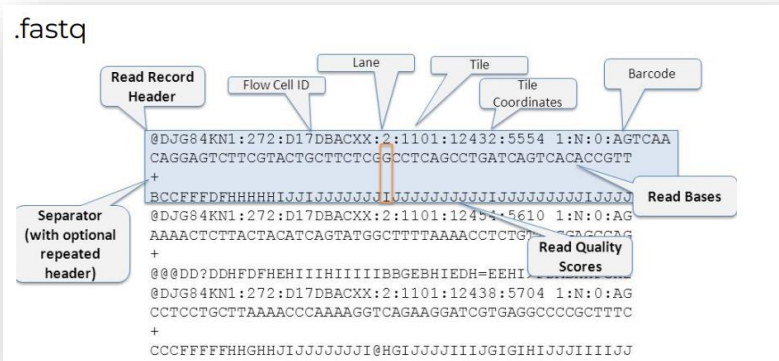 .fastq
Read Record
Header
Flow Cell ID
Lane
Tile
Tile
Coordinates
Barcode
@DJG84KN1:272:D17DBACXX:2:1101:12432:5554 1:N:0:AGTCAA
CAGGAGTCTTCGTACTGCTTCTCGGCCTCAGCCTGATCAGTCACACCGTT
+
BCCFFFDFHHHHHIJJIJJJJJJJIJJJJJJJJJJIJJJJJJJJJIJJJJ
Read Bases
Separator
(with optional
repeated
header)
@DJG84KN1:272:D17DBACXX:2:1101:12454:5610 1:N:0:AG
AAAACTCTTACTACATCAGTATGGCTTTTAAAACCTCTGT
Read Quality
Scores
+
@@@DD?DDHFDFHEHIIIHIIIIIBBGEBHIEDH=EEHI
@DJG84KN1:272:D17DBACXX:2:1101:12438:5704 1:N:0:AG
CCTCCTGCTTAAAACCCAAAAGGTCAGAAGGATCGTGAGGCCCCGCTTTC
+
CCCFFFFFHHGHHJIJJJJJJJI@HGIJJJJIIIJGIGIHIJJJIIIIJJ